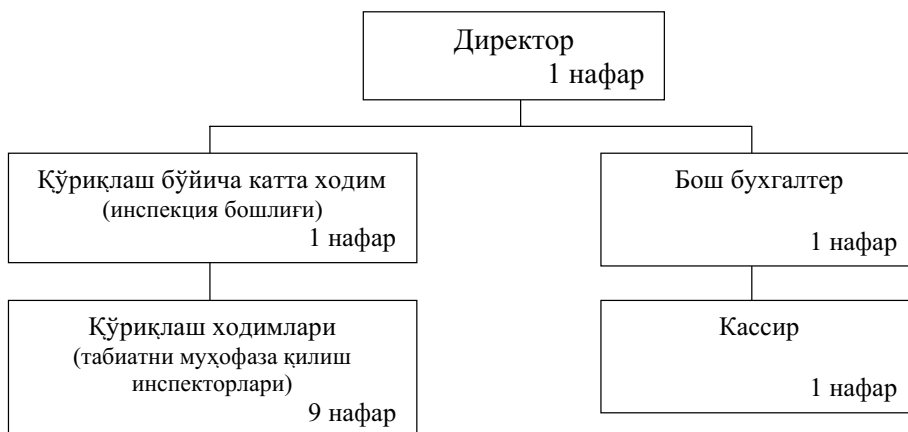 Директор
1 нафар
Қўриқлаш бўйича катта ходим
(инспекция бошлиғи)
1 нафар
Бош бухгалтер
1 нафар
Қўриқлаш ходимлари
(табиатни муҳофаза қилиш
инспекторлари)
9 нафар
Кассир
1 нафар